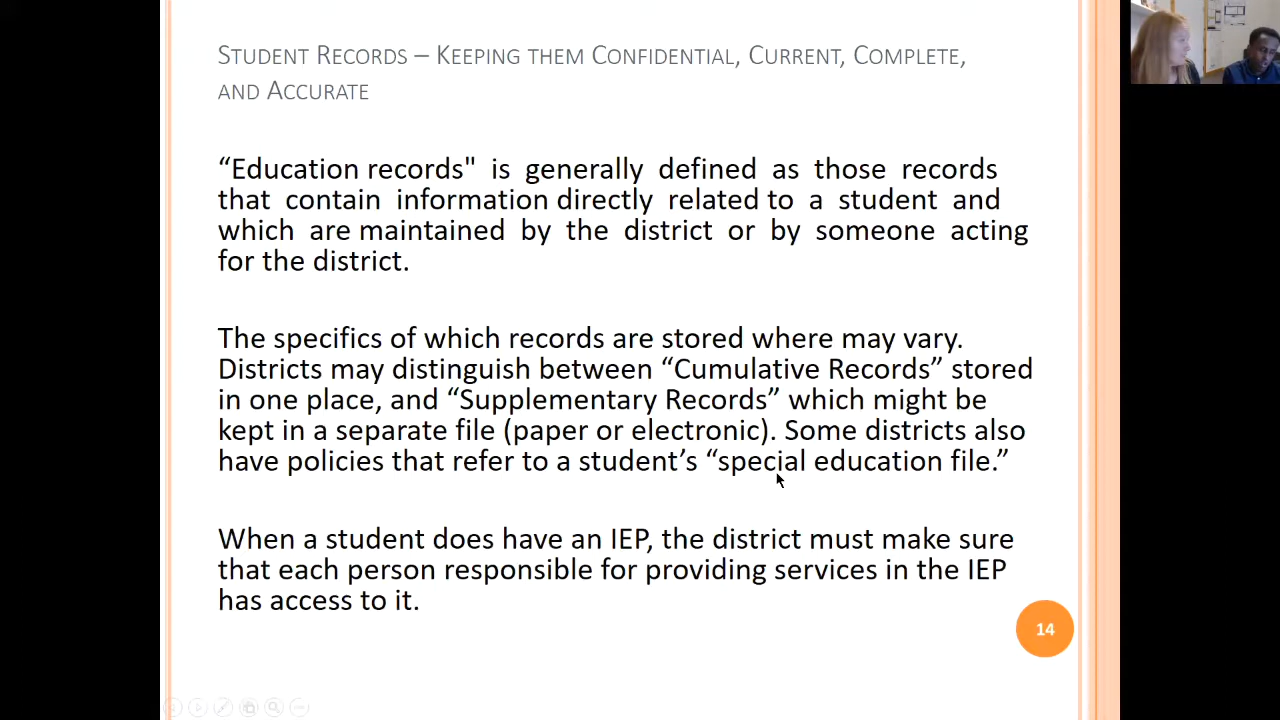 STUDENT RECORDS – KEEPING THEM CONFIDENTIAL, CURRENT, COMPLETE,
AND ACCURATE
“Education records" is generally defined as those records
that contain information directly related to a student and
which are maintained by the district or by someone acting
for the district.
The specifics of which records are stored where may vary.
Districts may distinguish between “Cumulative Records” stored
in one place, and “Supplementary Records” which might be
kept in a separate file (paper or electronic). Some districts also
have policies that refer to a student’s “special education file.”
When a student does have an IEP, the district must make sure
that each person responsible for providing services in the IEP
has access to it.
14